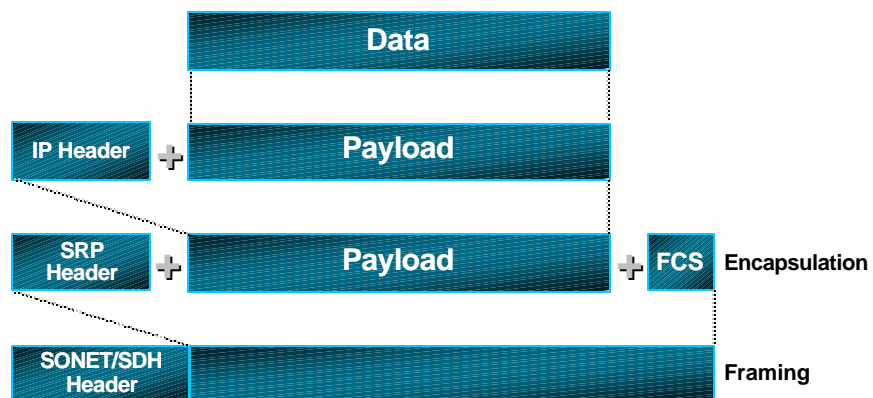 Data
IP Header + Payload
SRP
Header + Payload + FCS Encapsulation
SONET/SDH
Header
Framing